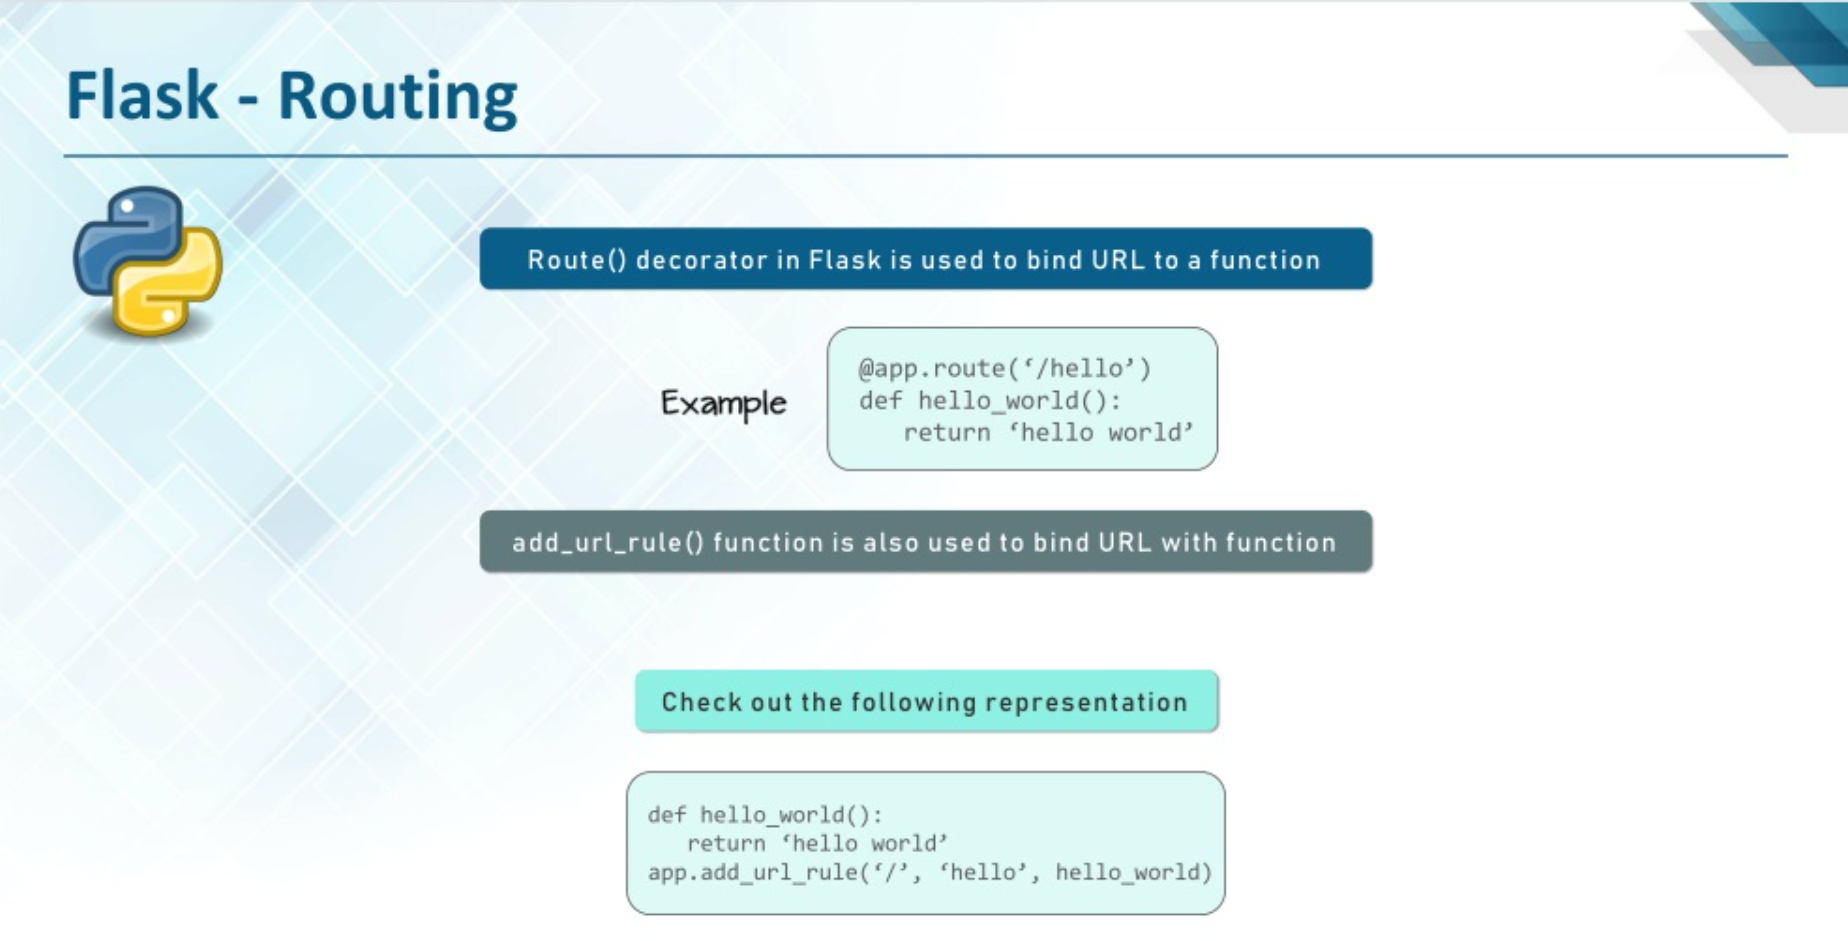 Flask - Routing
Route() decorator in Flask is used to bind URL to a function
Example
@app.route(‘/hello’)
def hello_world():
   return ‘hello world’
add_url_rule() function is also used to bind URL with function
Check out the following representation
def hello_world():
   return ‘hello world’
app.add_url_rule(‘/’, ‘hello’, hello_world)